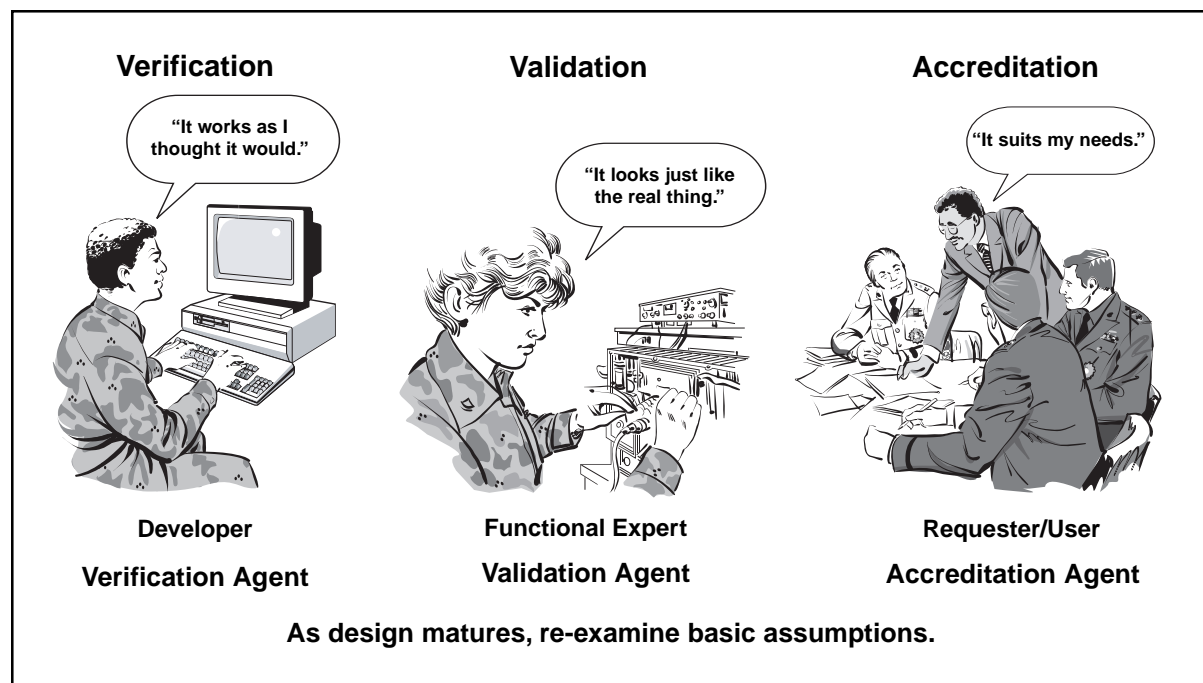 Verification
Validation
Accreditation
“It works as I
thought it would.”
“It looks just like
the real thing.”
“It suits my needs.”
Developer
Functional Expert
Requester/User
Verification Agent
Validation Agent
Accreditation Agent
As design matures, re-examine basic assumptions.